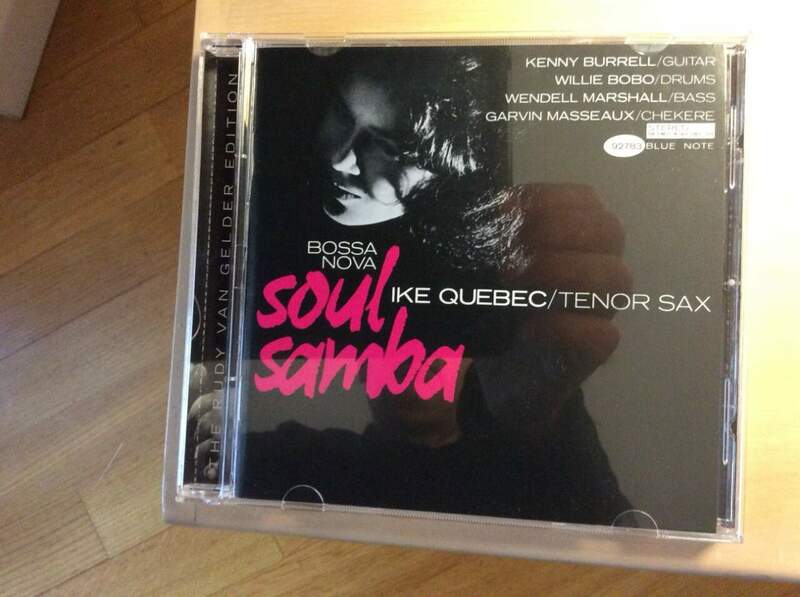 THE RUDY VAN GELDER EDITION
KENNY BURRELL/GUITAR
WILLIE BOBO/DRUMS
WENDELL MARSHALL/BASS
GARVIN MASSEAUX/CHEKERE
STEREO
92783 BLUE NOTE
BOSSA
NOVA
soul
samba
IKE QUEBEC/TENOR SAX